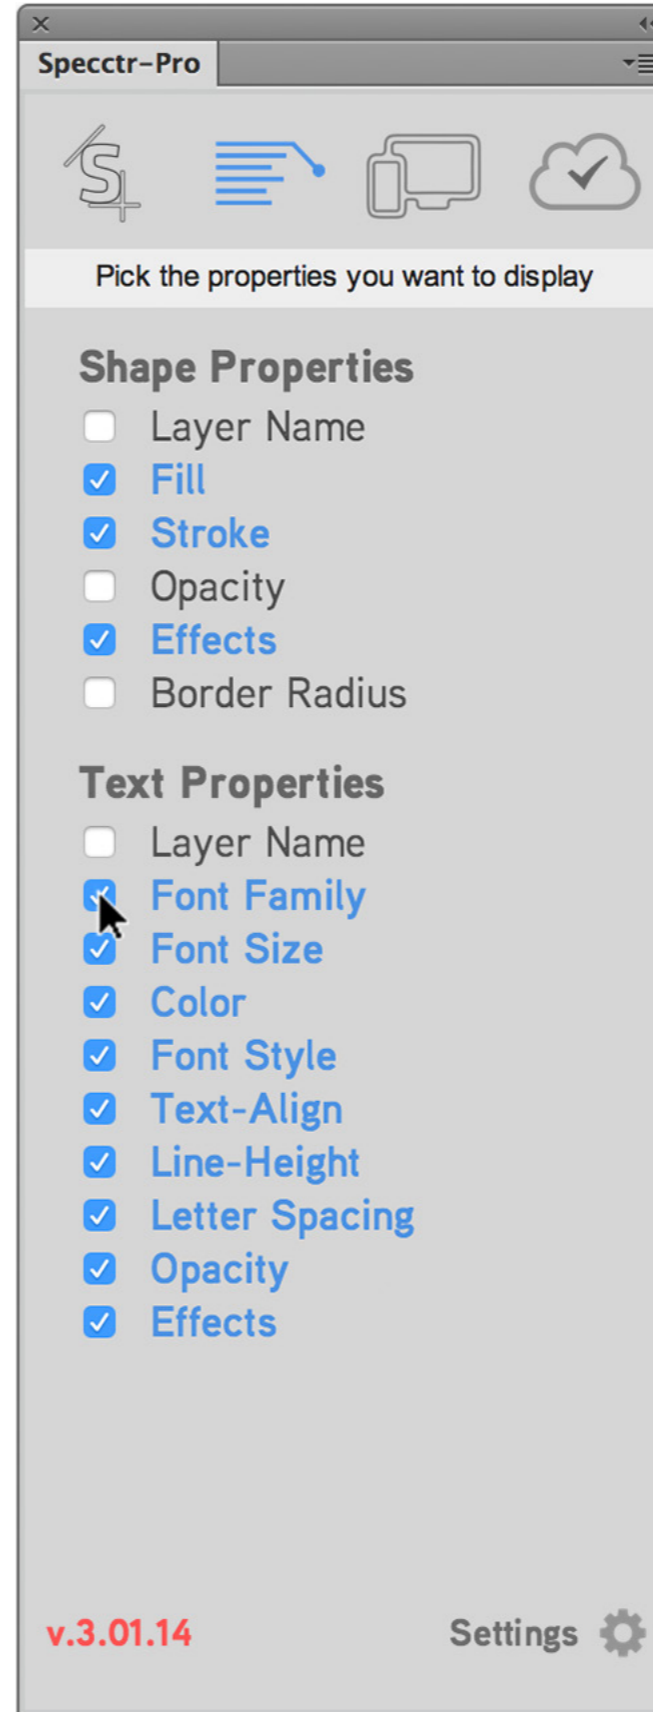 Specctr-Pro
Pick the properties you want to display
Shape Properties
Layer Name
Fill
Stroke
Opacity
Effects
Border Radius
Text Properties
Layer Name
Font Family
Font Size
Color
Font Style
Text-Align
Line-Height
Letter Spacing
Opacity
Effects
v.3.01.14 Settings